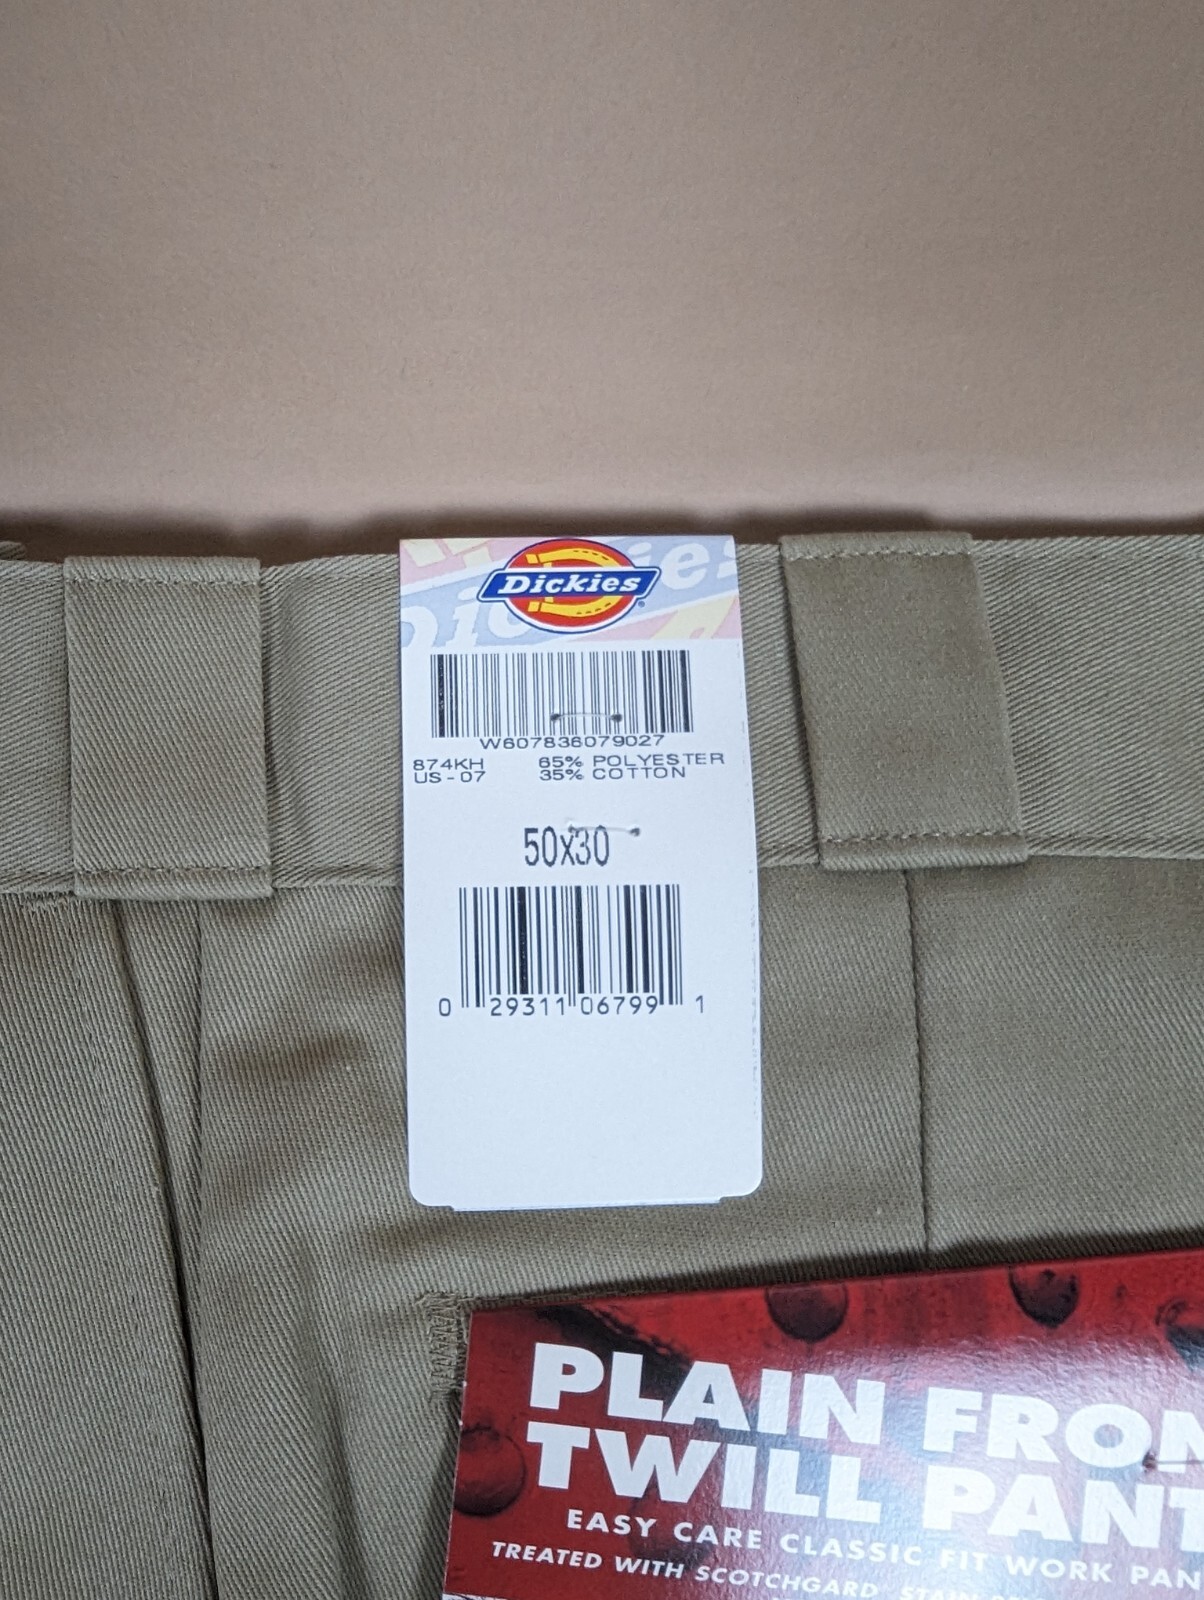 Dickies
W607836079027
874KH 65% POLYESTER
US-07 35% COTTON
50x30
0 29311 06799 1
PLAIN FRON
TWILL PANT
EASY CARE CLASSIC FIT WORK PAN
TREATED WITH SCOTCHGARD